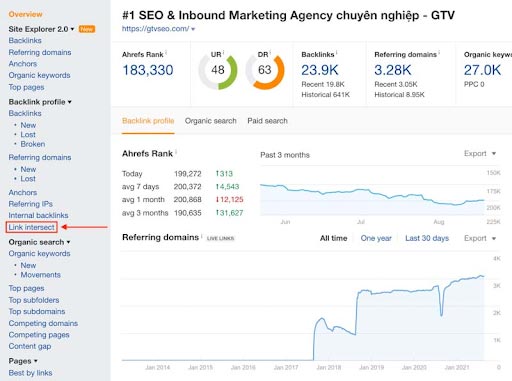 Overview
Site Explorer 2.0 ▾ New
Backlinks
Referring domains
Anchors
Organic keywords
Top pages
Backlink profile ▾
Backlinks
• New
• Lost
• Broken
Referring domains
• New
• Lost
Anchors
Referring IPs
Internal backlinks
Link intersect
Organic search ▾
Organic keywords
• New
• Movements
Top pages
Top subfolders
Top subdomains
Competing domains
Competing pages
Content gap
Pages ▾
Best by links
#1 SEO & Inbound Marketing Agency chuyên nghiệp - GTV
https://gtvseo.com/ ▾
Ahrefs Rank i
183,330
UR i
48
DR i
63
Backlinks i
23.9K
Recent 19.8K
Historical 641K
Referring domains i
3.28K
Recent 3.05K
Historical 8.95K
Organic keywo
27.0K
PPC 0
Backlink profile Organic search Paid search
Ahrefs Rank i
Today 199,272 ↑313
avg 7 days 200,372 ↑4,543
avg 1 month 200,868 ↓12,125
avg 3 months 190,635 ↑31,627
Past 3 months Export ▾
150K
175K
200K
225K
Jun Jul Aug
Referring domains i LIVE LINKS All time One year Last 30 days Export ▾
4K
3K
2K
1K
0
Jan 2014 Jan 2015 Jan 2016 Jan 2017 Jan 2018 Jan 2019 Jan 2020 Jan 2021